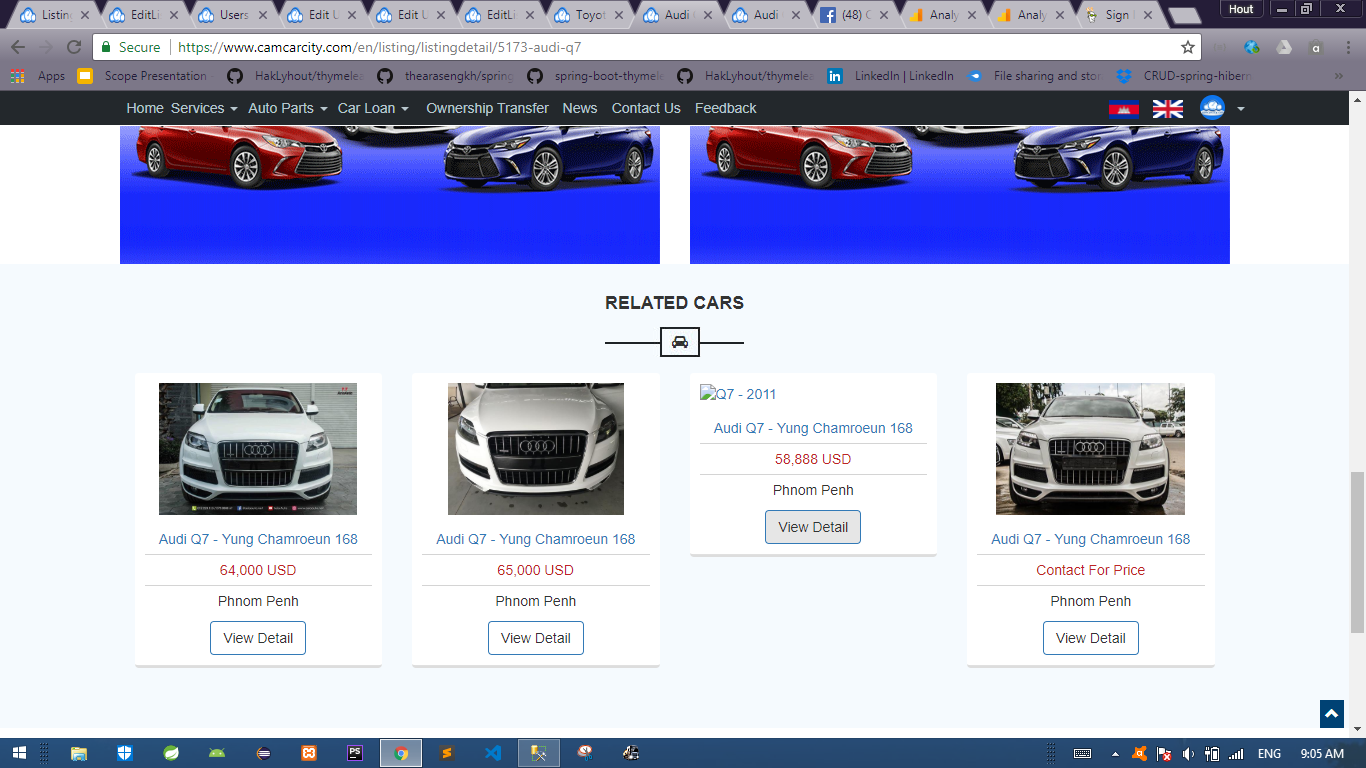 Hout
Listing
EditLi
Users
Edit U
Edit U
EditLi
Toyot
Audi
Audi
(48) C
Analy
Analy
Sign
Secure
https://www.camcarcity.com/en/listing/listingdetail/5173-audi-q7
Apps
Scope Presentation
HakLyhout/thymele
thearasengkh/spring
spring-boot-thymele
HakLyhout/thymele
LinkedIn | LinkedIn
File sharing and stor
CRUD-spring-hibern
»
Home
Services
Auto Parts
Car Loan
Ownership Transfer
News
Contact Us
Feedback
RELATED CARS
Audi Q7 - Yung Chamroeun 168
64,000 USD
Phnom Penh
View Detail
Audi Q7 - Yung Chamroeun 168
65,000 USD
Phnom Penh
View Detail
Q7 - 2011
Audi Q7 - Yung Chamroeun 168
58,888 USD
Phnom Penh
View Detail
Audi Q7 - Yung Chamroeun 168
Contact For Price
Phnom Penh
View Detail
PS
ENG
9:05 AM